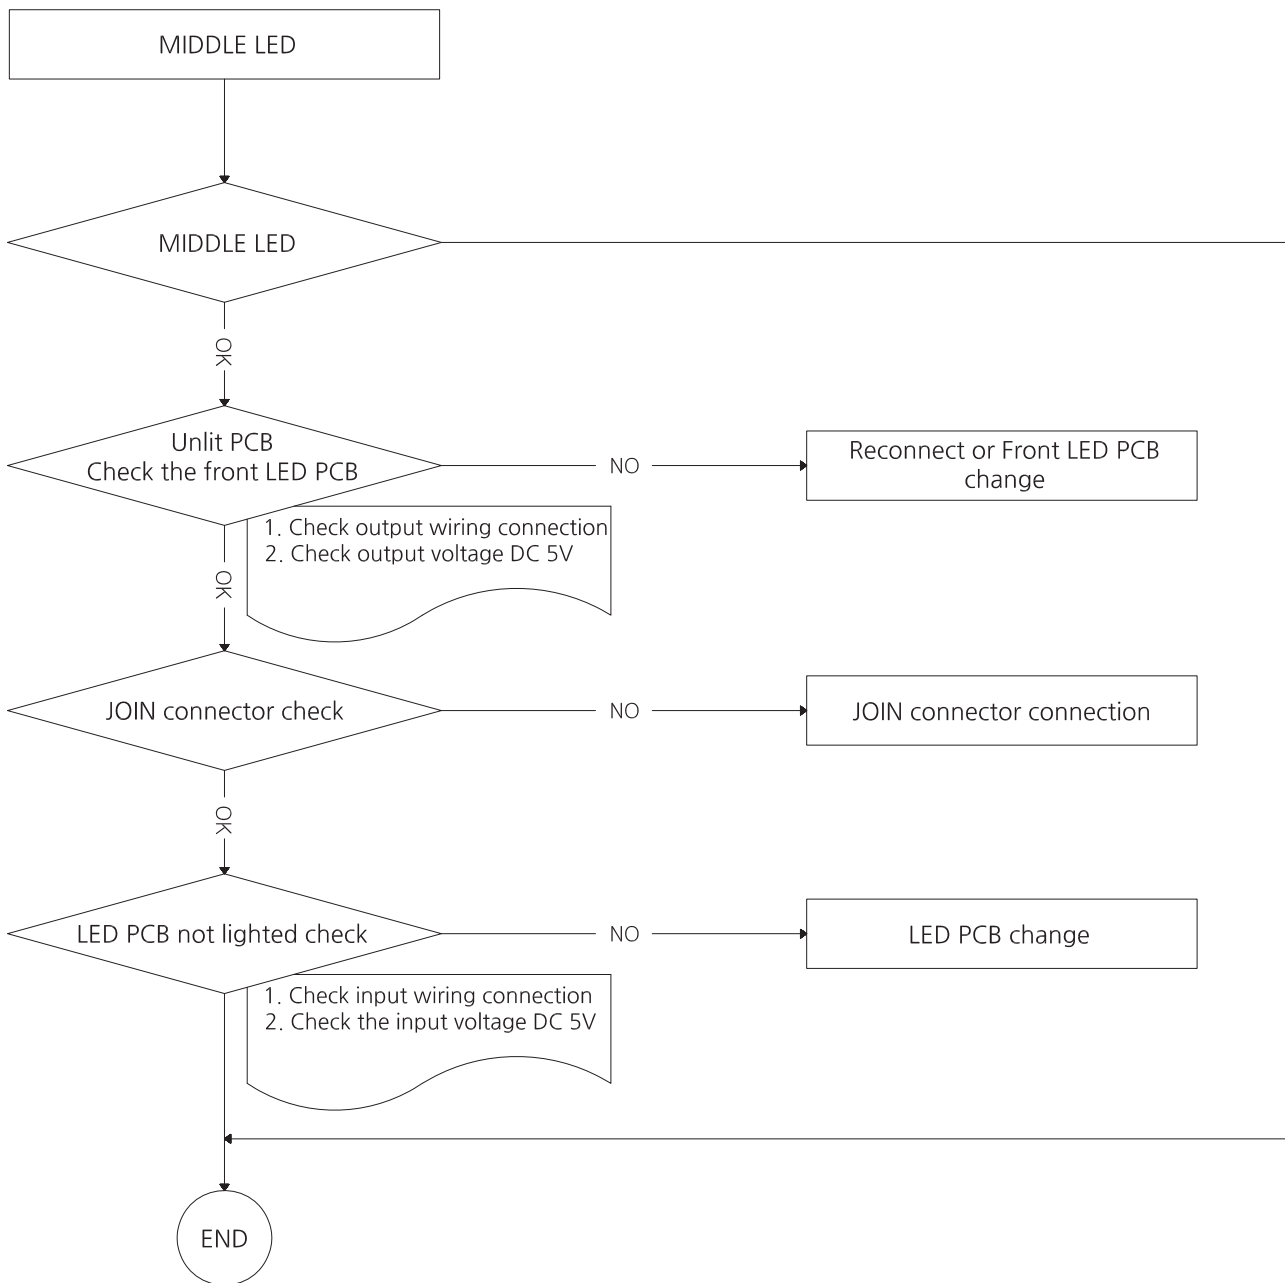 MIDDLE LED
MIDDLE LED
OK
Unlit PCB
Check the front LED PCB
NO
Reconnect or Front LED PCB
change
1. Check output wiring connection
2. Check output voltage DC 5V
OK
JOIN connector check
NO
JOIN connector connection
OK
LED PCB not lighted check
NO
LED PCB change
1. Check input wiring connection
2. Check the input voltage DC 5V
END